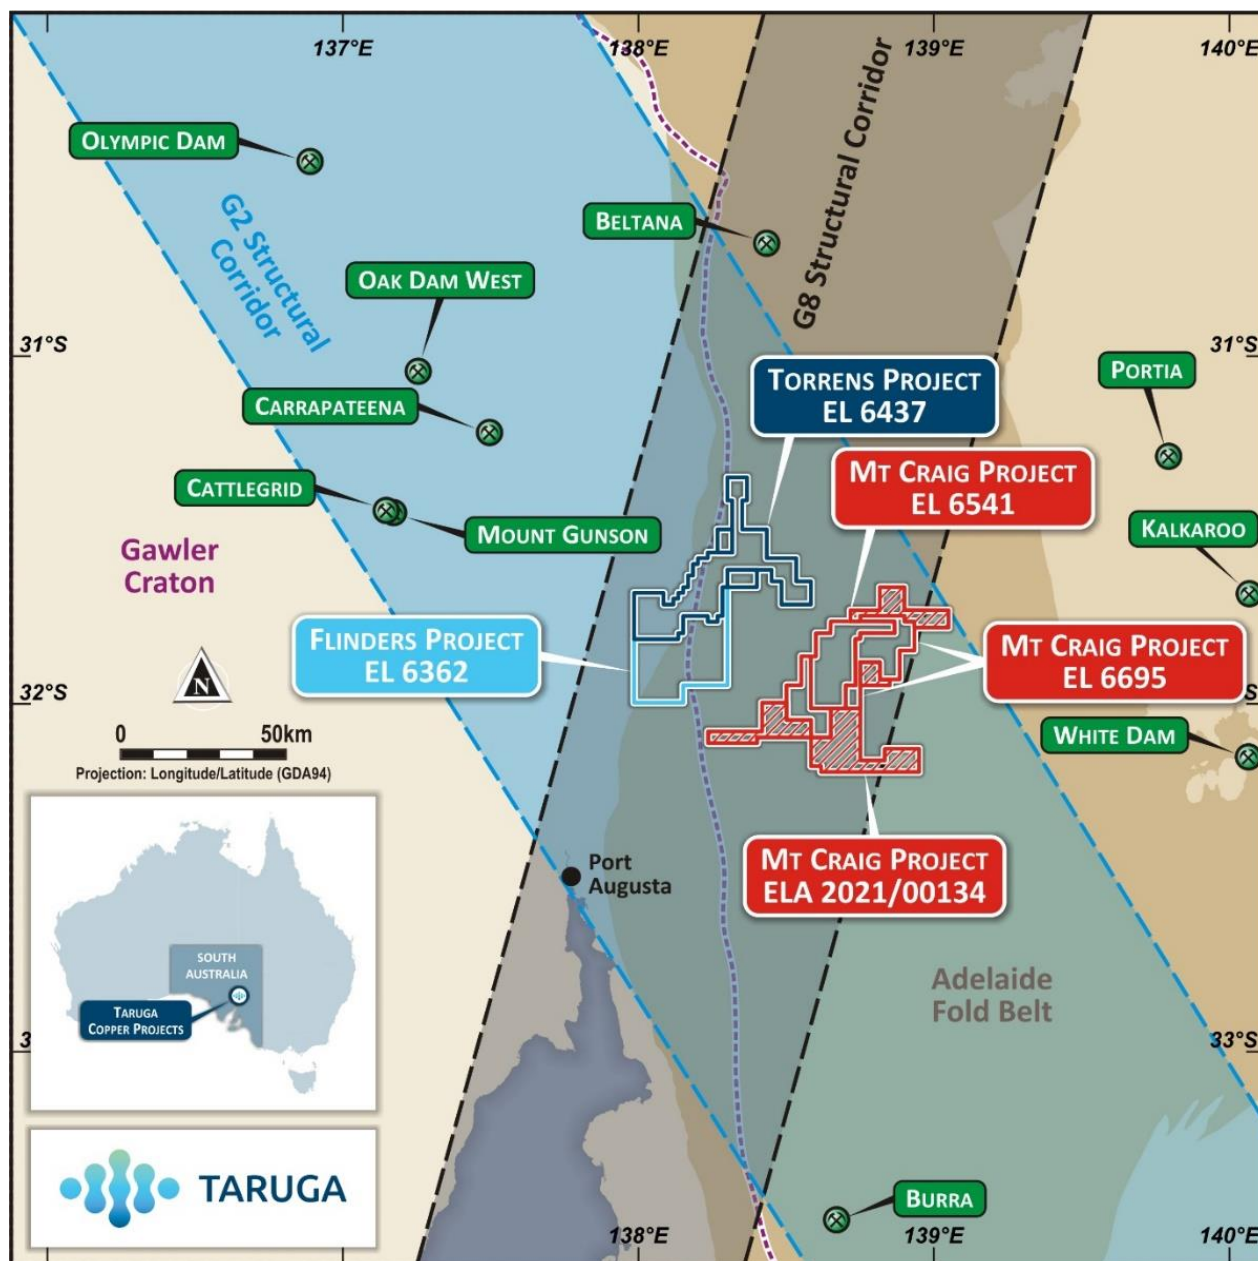 137°E
138°E
139°E
140°E
OLYMPIC DAM
G2 Structural
Corridor
BELTANA
G8 Structural Corridor
OAK DAM WEST
31°S
31°S
TORRENS PROJECT
EL 6437
PORTIA
CARRAPATEENA
MT CRAIG PROJECT
EL 6541
CATTLEGRID
MOUNT GUNSON
KALKAROO
Gawler
Craton
FLINDERS PROJECT
EL 6362
MT CRAIG PROJECT
EL 6695
N
32°S
32°S
0 50km
Projection: Longitude/Latitude (GDA94)
WHITE DAM
MT CRAIG PROJECT
ELA 2021/00134
Port
Augusta
SOUTH
AUSTRALIA
TARUGA
COPPER PROJECTS
Adelaide
Fold Belt
33°S
TARUGA
BURRA
138°E
139°E
140°E